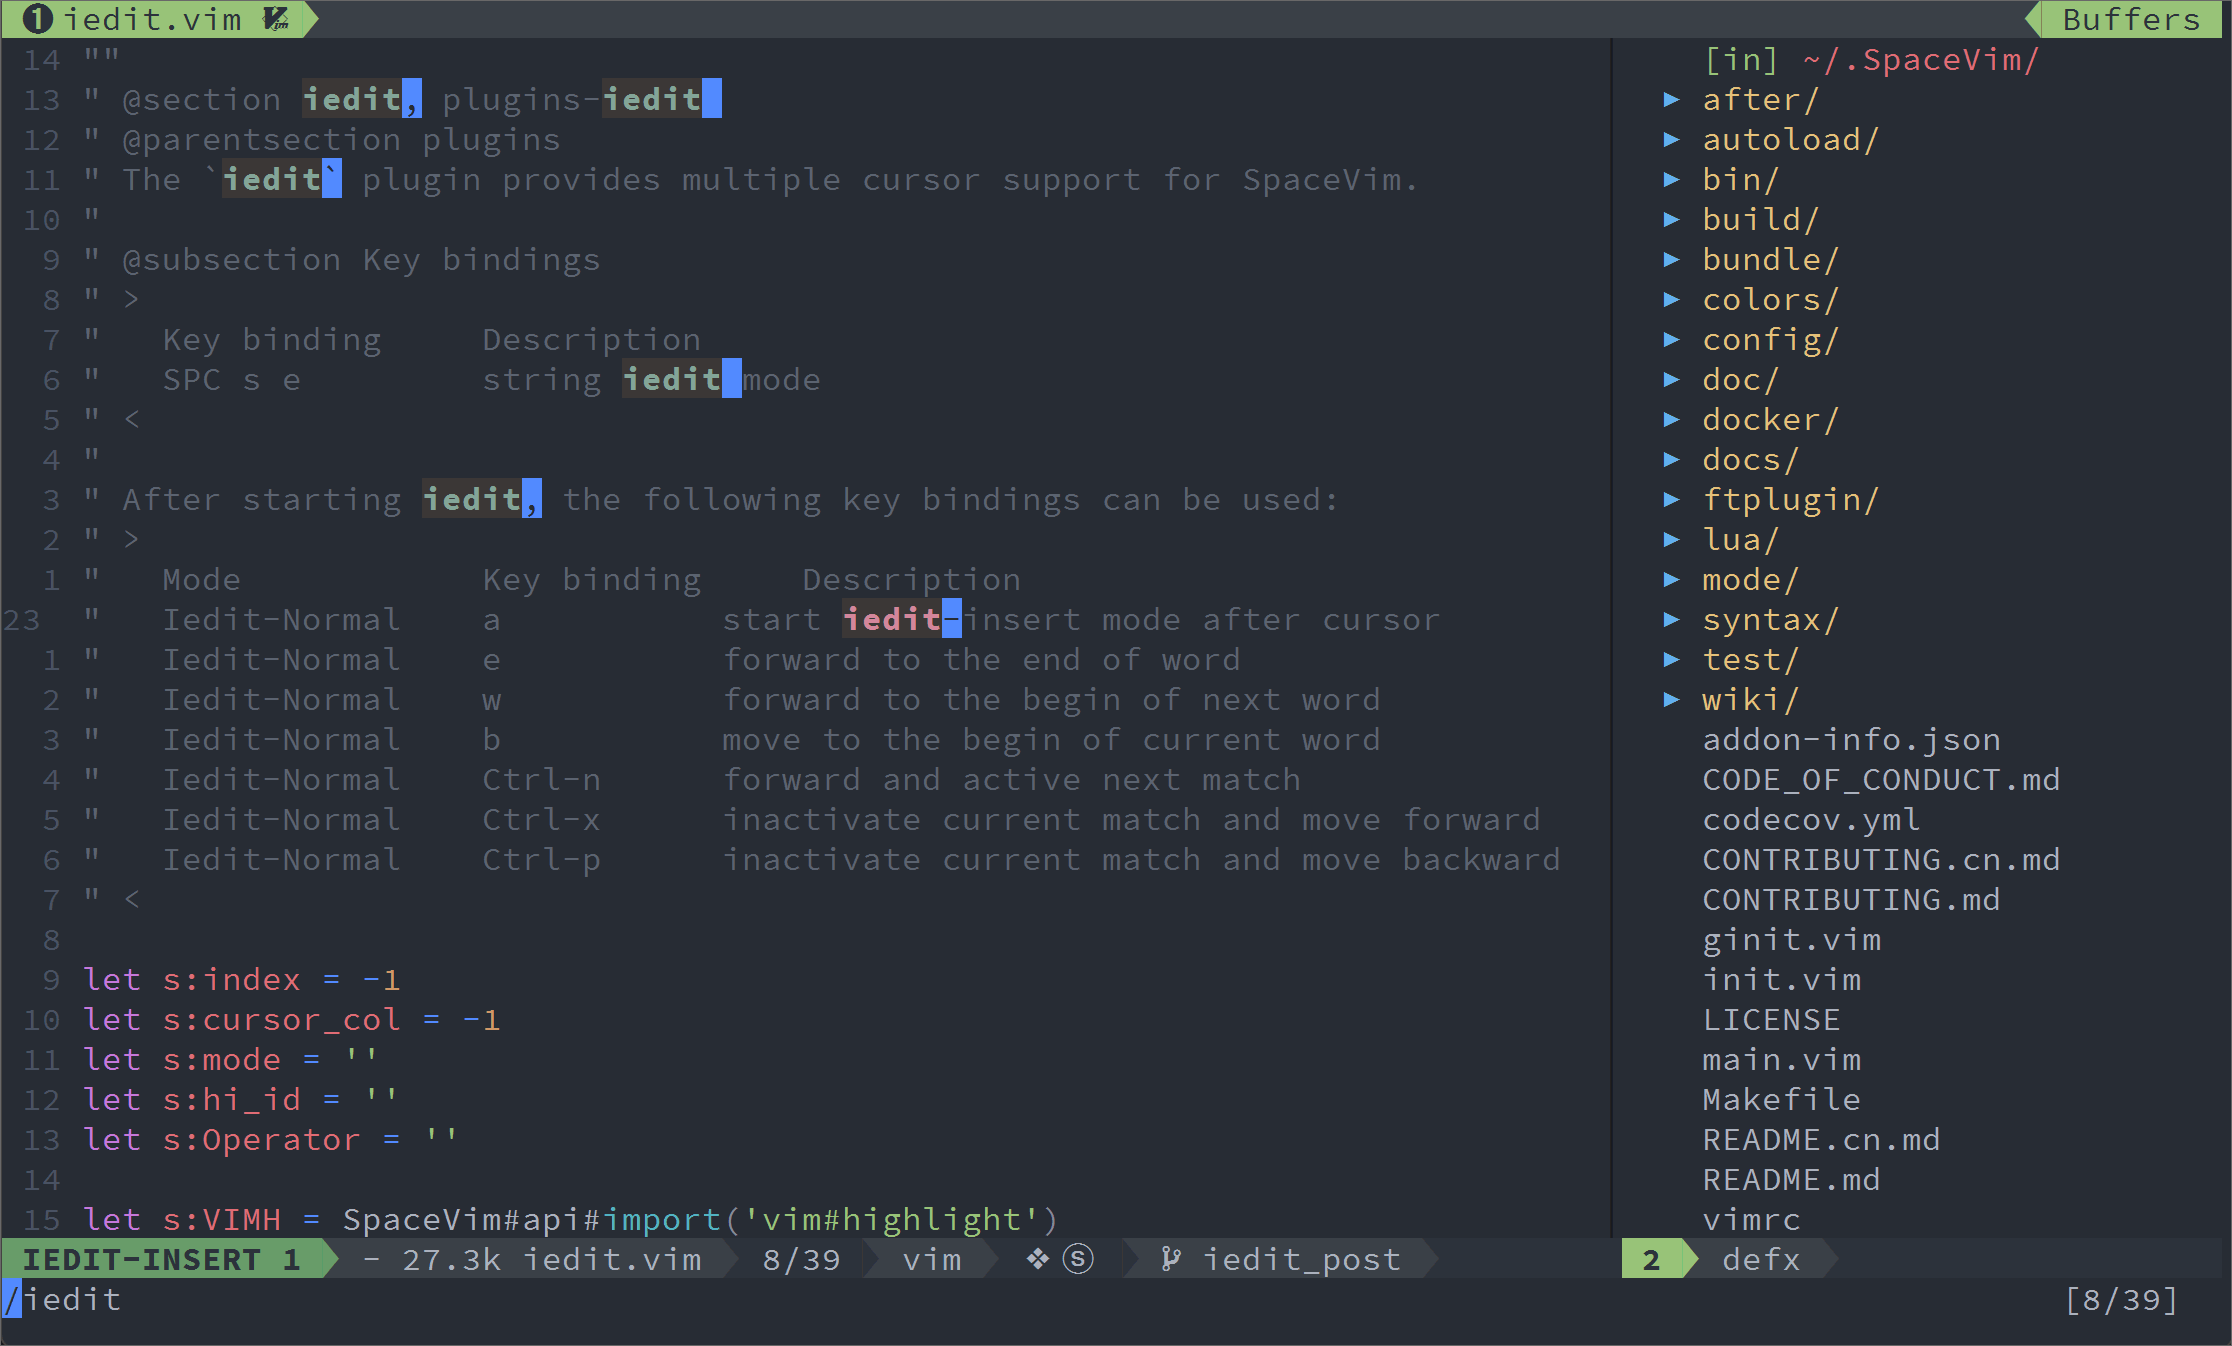 ❶ iedit.vim
Buffers
14 ""
13 " @section iedit, plugins-iedit
12 " @parentsection plugins
11 " The `iedit` plugin provides multiple cursor support for SpaceVim.
10 "
9 " @subsection Key bindings
8 " >
7 "   Key binding     Description
6 "   SPC s e         string iedit mode
5 " <
4 "
3 " After starting iedit, the following key bindings can be used:
2 " >
1 "   Mode            Key binding     Description
23 "   Iedit-Normal    a           start iedit-insert mode after cursor
1 "   Iedit-Normal    e           forward to the end of word
2 "   Iedit-Normal    w           forward to the begin of next word
3 "   Iedit-Normal    b           move to the begin of current word
4 "   Iedit-Normal    Ctrl-n      forward and active next match
5 "   Iedit-Normal    Ctrl-x      inactivate current match and move forward
6 "   Iedit-Normal    Ctrl-p      inactivate current match and move backward
7 " <
8
9 let s:index = -1
10 let s:cursor_col = -1
11 let s:mode = ''
12 let s:hi_id = ''
13 let s:Operator = ''
14
15 let s:VIMH = SpaceVim#api#import('vim#highlight')
[in] ~/.SpaceVim/
▸ after/
▸ autoload/
▸ bin/
▸ build/
▸ bundle/
▸ colors/
▸ config/
▸ doc/
▸ docker/
▸ docs/
▸ ftplugin/
▸ lua/
▸ mode/
▸ syntax/
▸ test/
▸ wiki/
addon-info.json
CODE_OF_CONDUCT.md
codecov.yml
CONTRIBUTING.cn.md
CONTRIBUTING.md
ginit.vim
init.vim
LICENSE
main.vim
Makefile
README.cn.md
README.md
vimrc
IEDIT-INSERT 1 - 27.3k iedit.vim 8/39 vim ❖ Ⓢ iedit_post
2 defx
/iedit
[8/39]